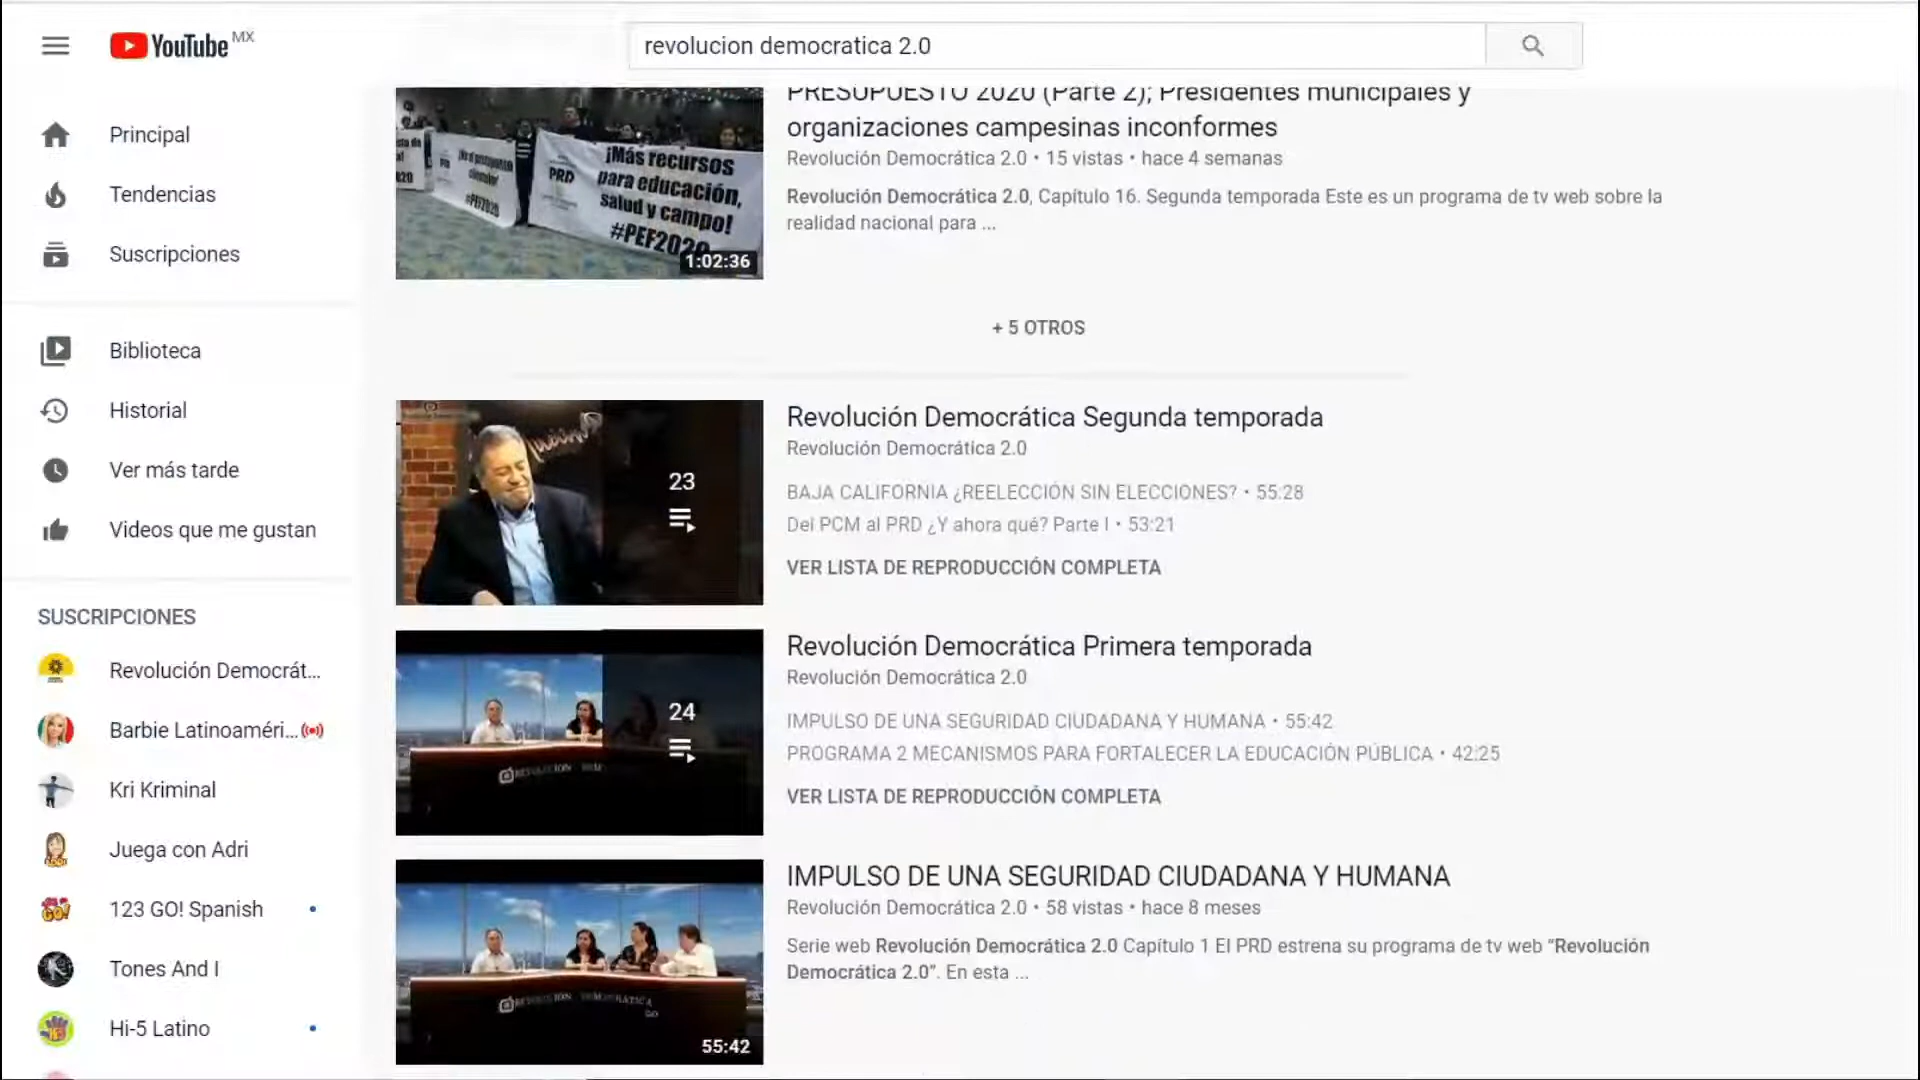 YouTube MX
revolucion democratica 2.0
Principal
Tendencias
Suscripciones
Biblioteca
Historial
Ver más tarde
Videos que me gustan
SUSCRIPCIONES
Revolución Democrát...
Barbie Latinoaméri...
Kri Kriminal
Juega con Adri
123 GO! Spanish
Tones And I
Hi-5 Latino
¡Más recursos
para educación,
salud y campo!
#PEF2020
PRD
1:02:36
PRESUPUESTO 2020 (Parte 2); Presidentes municipales y
organizaciones campesinas inconformes
Revolución Democrática 2.0 • 15 vistas • hace 4 semanas
Revolución Democrática 2.0, Capítulo 16. Segunda temporada Este es un programa de tv web sobre la
realidad nacional para ...
+ 5 OTROS
23
Revolución Democrática Segunda temporada
Revolución Democrática 2.0
BAJA CALIFORNIA ¿REELECCIÓN SIN ELECCIONES? • 55:28
Del PCM al PRD ¿Y ahora qué? Parte I • 53:21
VER LISTA DE REPRODUCCIÓN COMPLETA
24
Revolución Democrática Primera temporada
Revolución Democrática 2.0
IMPULSO DE UNA SEGURIDAD CIUDADANA Y HUMANA • 55:42
PROGRAMA 2 MECANISMOS PARA FORTALECER LA EDUCACIÓN PÚBLICA • 42:25
VER LISTA DE REPRODUCCIÓN COMPLETA
55:42
IMPULSO DE UNA SEGURIDAD CIUDADANA Y HUMANA
Revolución Democrática 2.0 • 58 vistas • hace 8 meses
Serie web Revolución Democrática 2.0 Capítulo 1 El PRD estrena su programa de tv web “Revolución
Democrática 2.0”. En esta ...